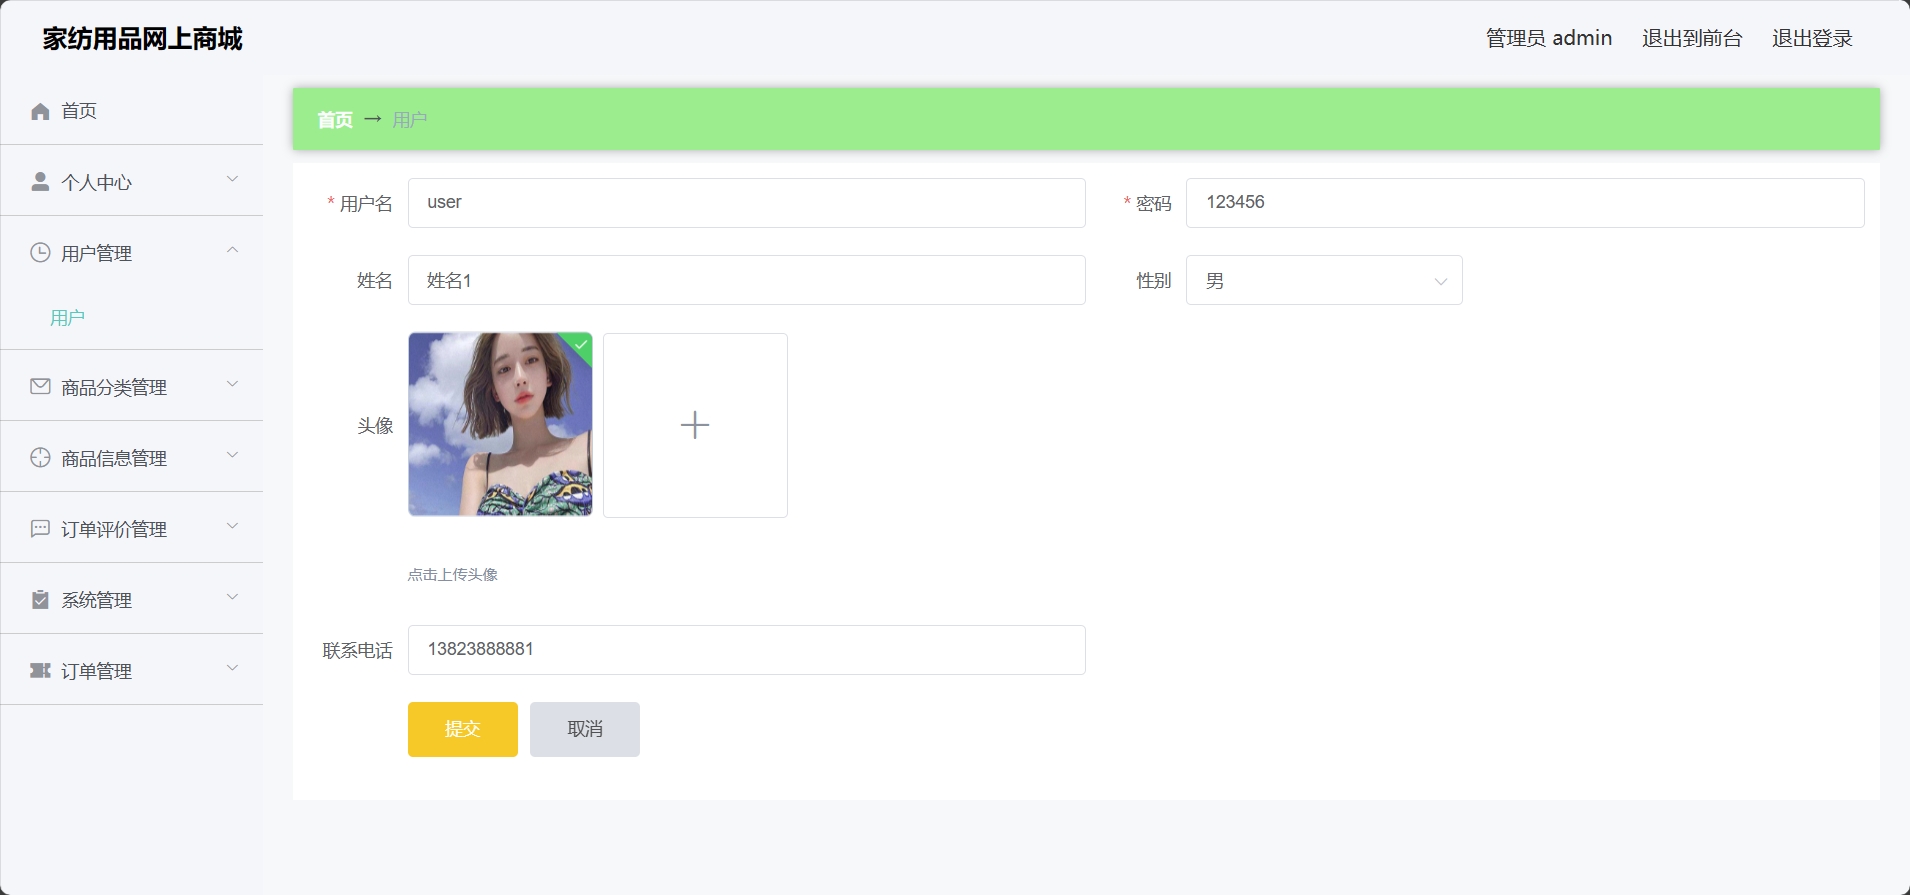 家纺用品网上商城
管理员 admin 退出到前台 退出登录
首页
个人中心
用户管理
用户
商品分类管理
商品信息管理
订单评价管理
系统管理
订单管理
首页 → 用户
* 用户名 user
* 密码 123456
姓名 姓名1
性别 男
头像
点击上传头像
联系电话 13823888881
提交 取消